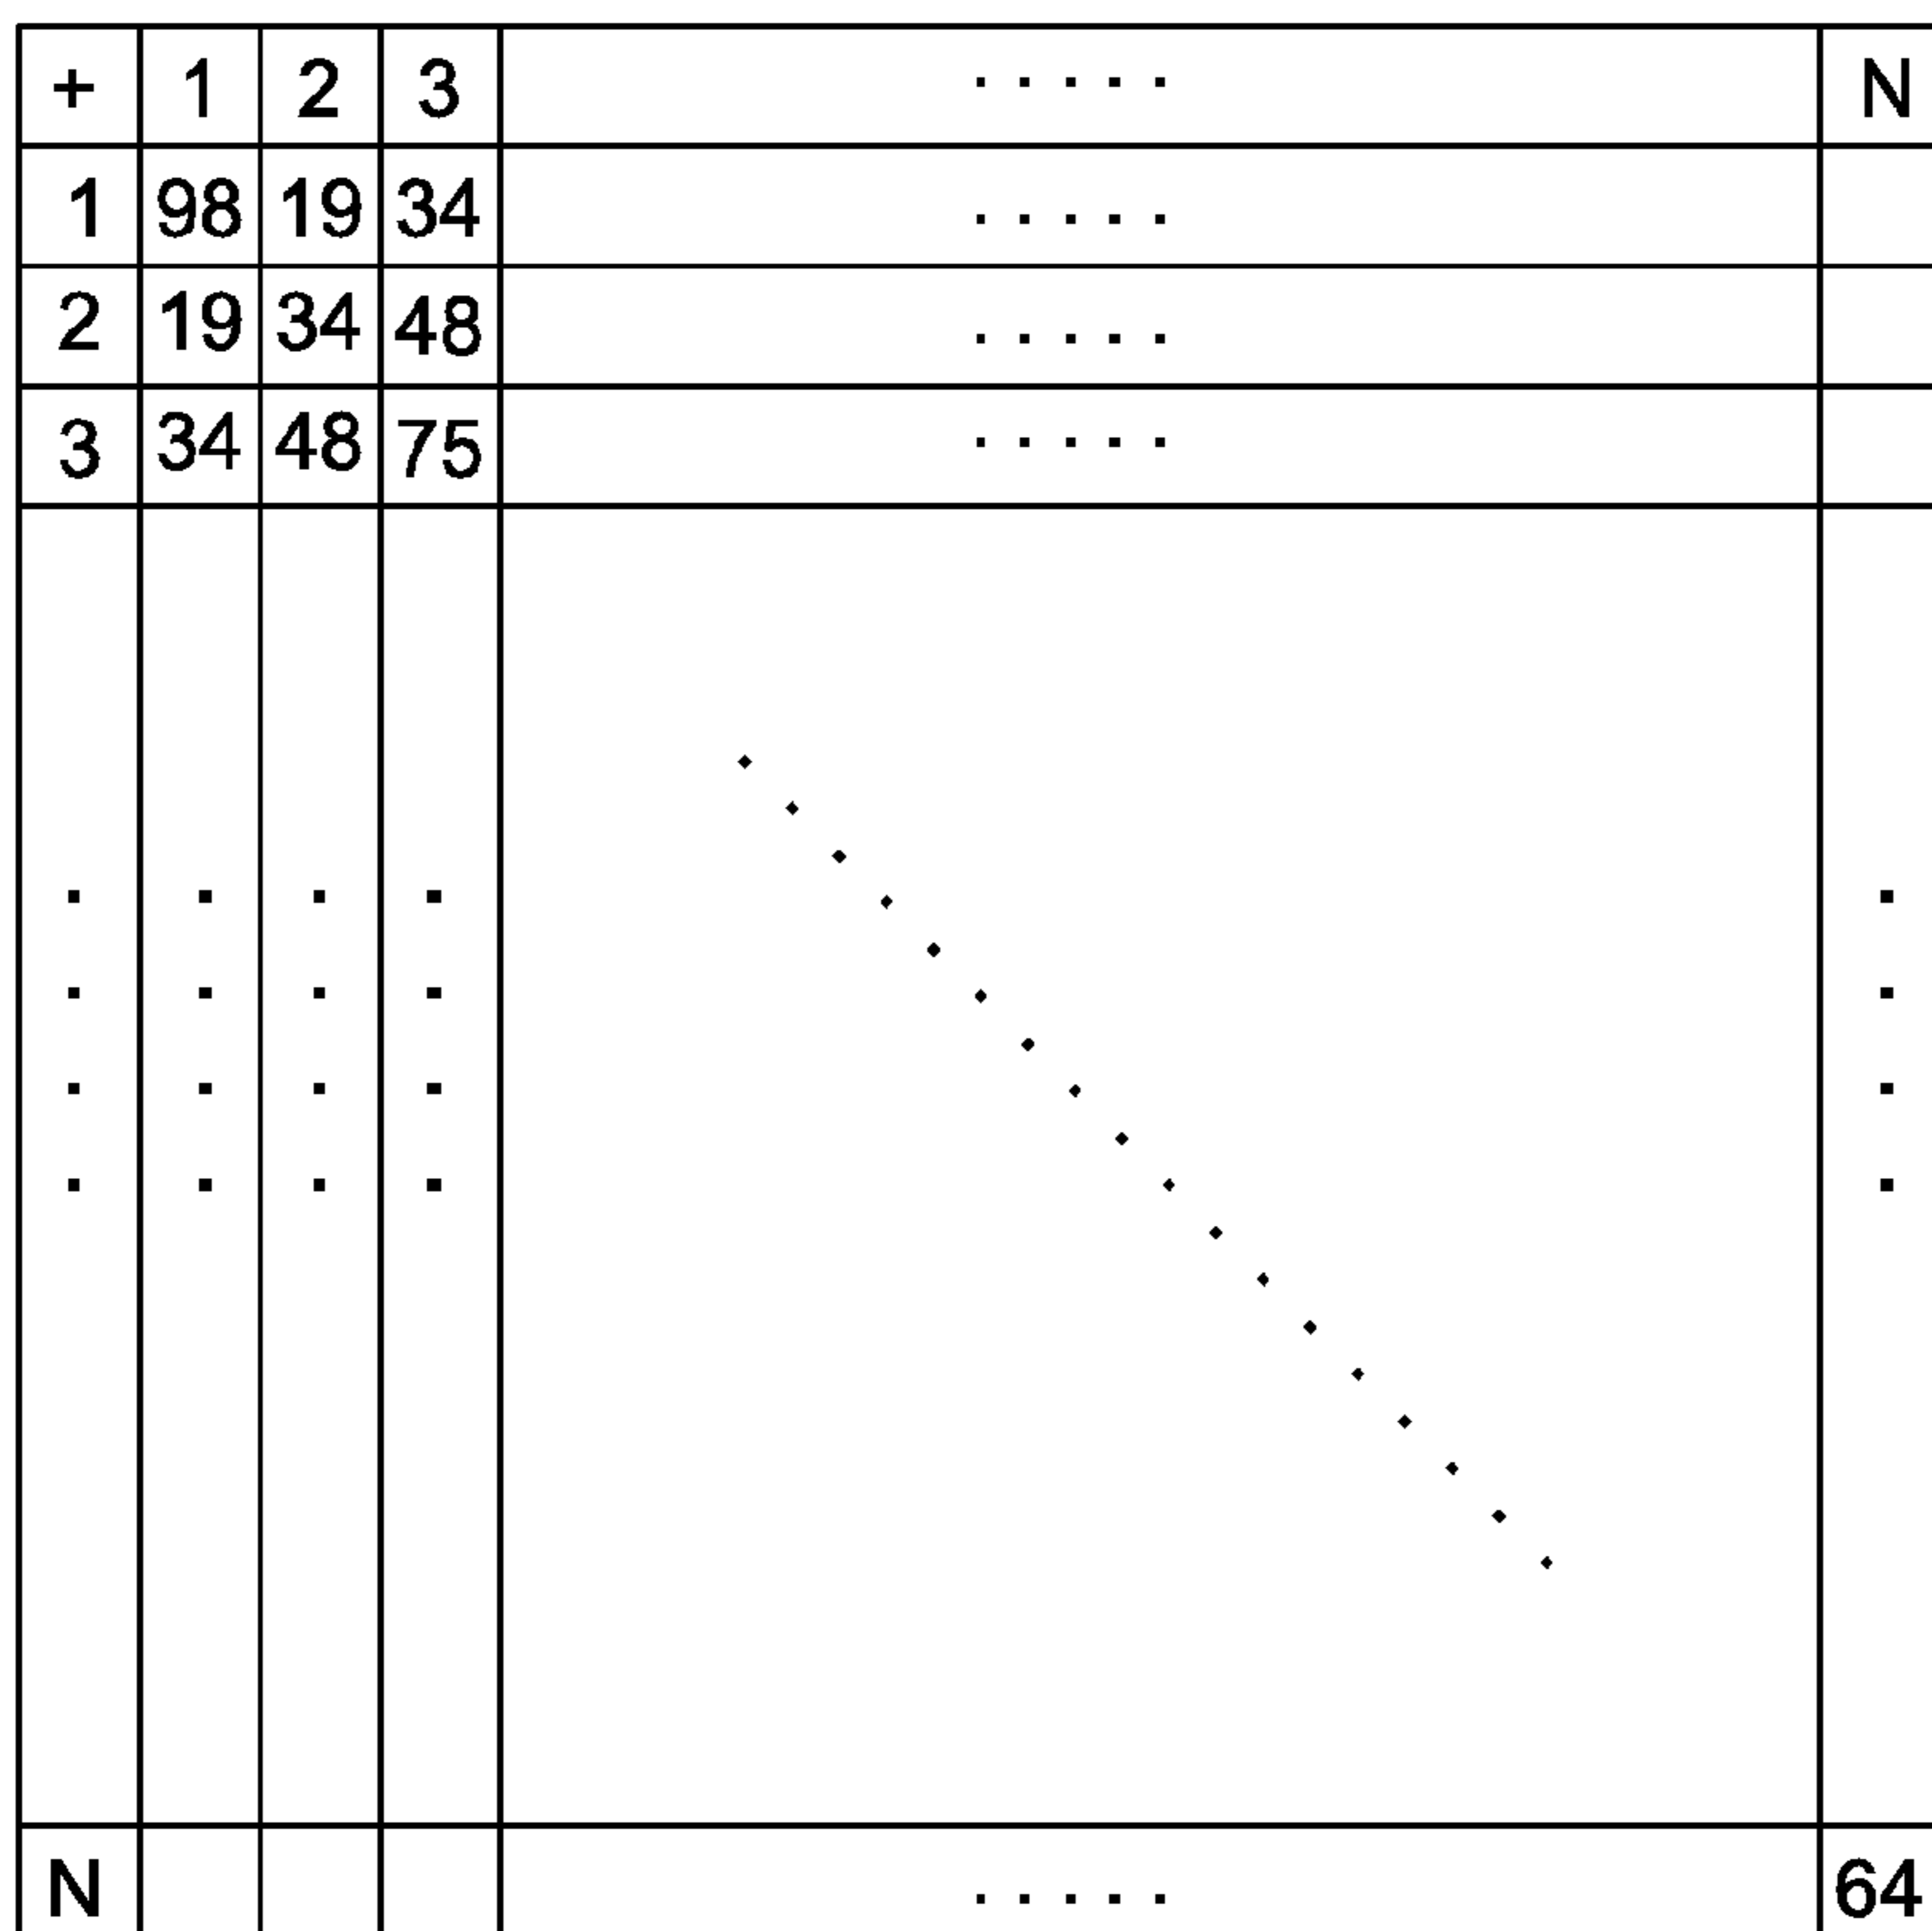 + 1 2 3 . . . . . N
1 98 19 34 . . . . .
2 19 34 48 . . . . .
3 34 48 75 . . . . .
N . . . . . 64